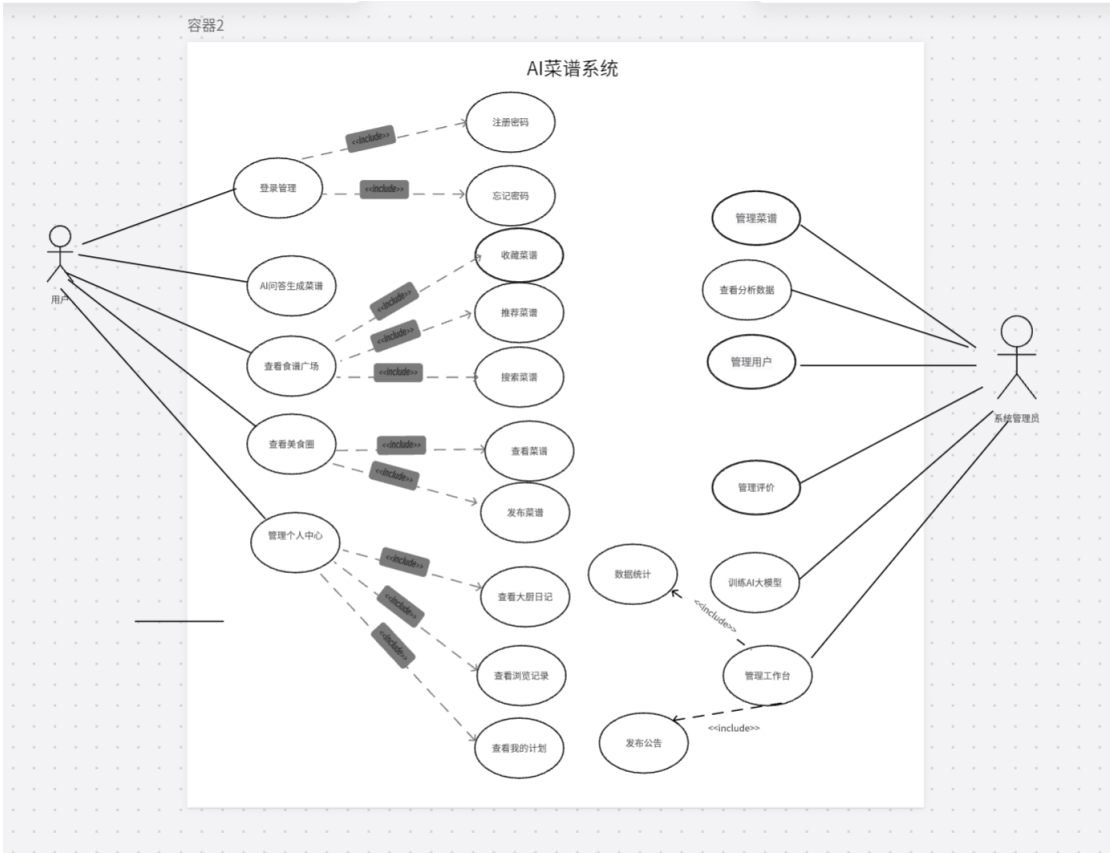 容器2
AI菜谱系统
注册密码
<<include>>
登录管理
<<include>>
忘记密码
管理菜谱
收藏菜谱
AI问答生成菜谱
查看分析数据
用户
<<include>>
推荐菜谱
<<include>>
查看食谱广场
管理用户
<<include>>
搜索菜谱
系统管理员
查看美食圈
<<include>>
查看菜谱
<<include>>
管理评价
发布菜谱
管理个人中心
<<include>>
数据统计
训练AI大模型
查看大厨日记
<<include>>
<<include>>
<<include>>
查看浏览记录
管理工作台
<<include>>
查看我的计划
发布公告